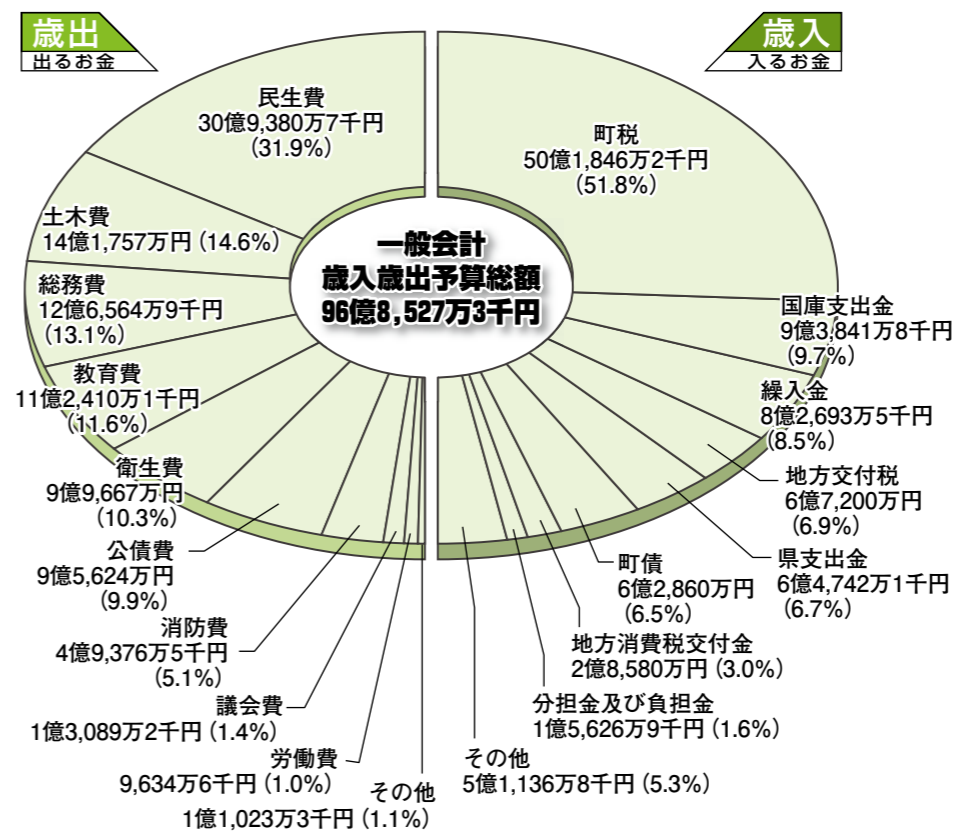 歳出
出るお金
歳入
入るお金
一般会計
歳入歳出予算総額
96億8,527万3千円
民生費
30億9,380万7千円
(31.9%)
土木費
14億1,757万円 (14.6%)
総務費
12億6,564万9千円
(13.1%)
教育費
11億2,410万1千円
(11.6%)
衛生費
9億9,667万円
(10.3%)
公債費
9億5,624万円
(9.9%)
消防費
4億9,376万5千円
(5.1%)
議会費
1億3,089万2千円 (1.4%)
労働費
9,634万6千円 (1.0%)
その他
1億1,023万3千円 (1.1%)
町税
50億1,846万2千円
(51.8%)
国庫支出金
9億3,841万8千円
(9.7%)
繰入金
8億2,693万5千円
(8.5%)
地方交付税
6億7,200万円
(6.9%)
県支出金
6億4,742万1千円
(6.7%)
町債
6億2,860万円
(6.5%)
地方消費税交付金
2億8,580万円 (3.0%)
分担金及び負担金
1億5,626万9千円 (1.6%)
その他
5億1,136万8千円 (5.3%)